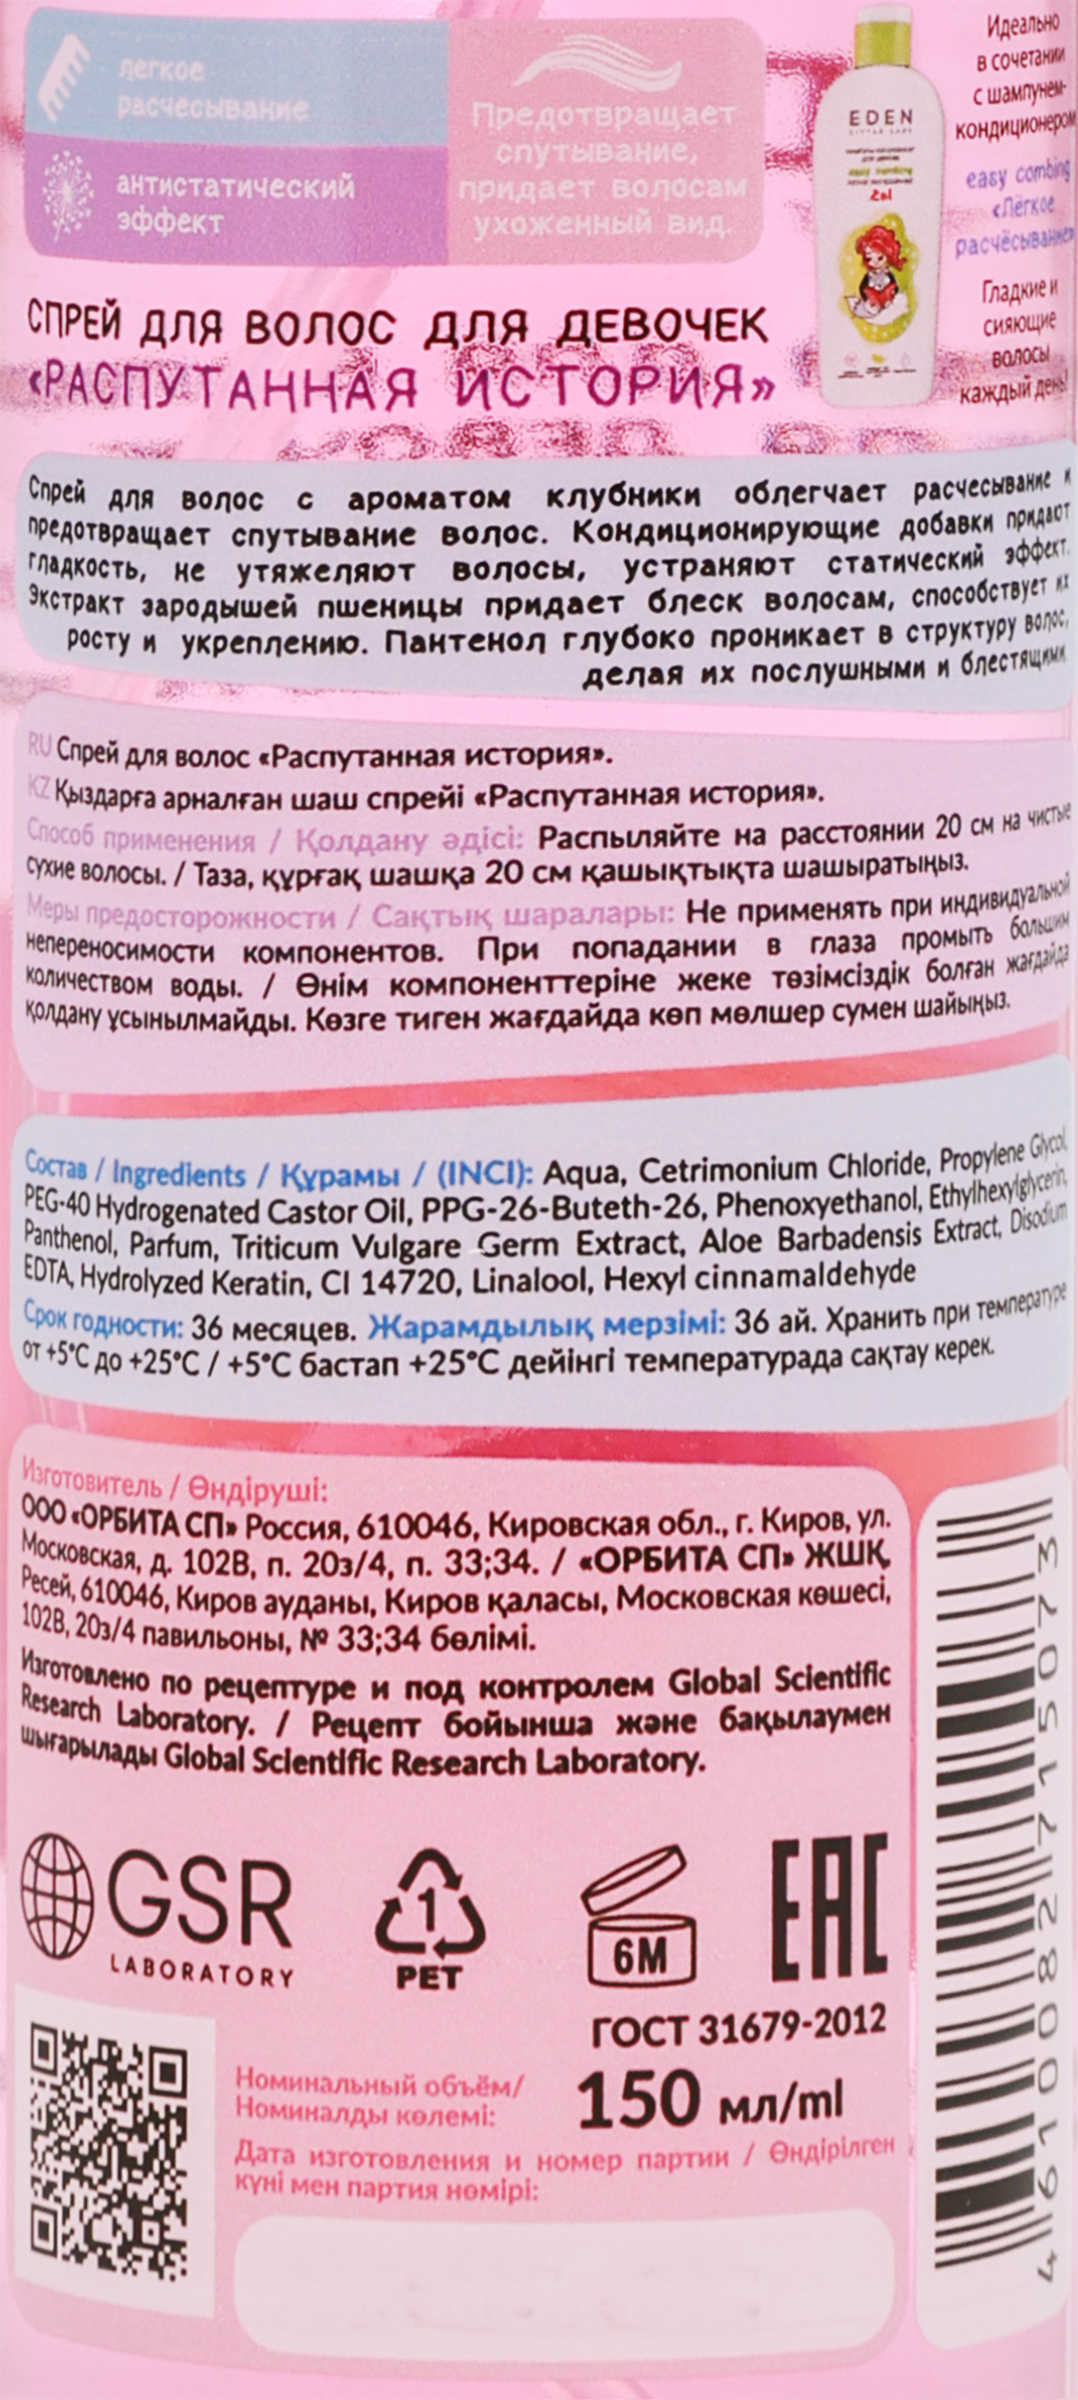 легкое
расчесывание
антистатический
эффект
Предотвращает
спутывание,
придает волосам
ухоженный вид.
EDEN
2в1
Идеально
в сочетании
с шампунем-
кондиционером
easy combing
«Лёгкое
расчёсывание»
Гладкие и
сияющие
волосы
каждый день!
СПРЕЙ ДЛЯ ВОЛОС ДЛЯ ДЕВОЧЕК
«РАСПУТАННАЯ ИСТОРИЯ»
Спрей для волос с ароматом клубники облегчает расчесывание и
предотвращает спутывание волос. Кондиционирующие добавки придают
гладкость, не утяжеляют волосы, устраняют статический эффект.
Экстракт зародышей пшеницы придает блеск волосам, способствует их
росту и укреплению. Пантенол глубоко проникает в структуру волос,
делая их послушными и блестящими.
RU Спрей для волос «Распутанная история».
KZ Қыздарға арналған шаш спрейі «Распутанная история».
Способ применения / Қолдану әдісі: Распыляйте на расстоянии 20 см на чистые
сухие волосы. / Таза, құрғақ шашқа 20 см қашықтықта шашыратыңыз.
Меры предосторожности / Сақтық шаралары: Не применять при индивидуальной
непереносимости компонентов. При попадании в глаза промыть большим
количеством воды. / Өнім компоненттеріне жеке төзімсіздік болған жағдайда
қолдану ұсынылмайды. Көзге тиген жағдайда көп мөлшер сумен шайыңыз.
Состав / Ingredients / Құрамы / (INCI): Aqua, Cetrimonium Chloride, Propylene Glycol,
PEG-40 Hydrogenated Castor Oil, PPG-26-Buteth-26, Phenoxyethanol, Ethylhexylglycerin,
Panthenol, Parfum, Triticum Vulgare Germ Extract, Aloe Barbadensis Extract, Disodium
EDTA, Hydrolyzed Keratin, CI 14720, Linalool, Hexyl cinnamaldehyde
Срок годности: 36 месяцев. Жарамдылық мерзімі: 36 ай. Хранить при температуре
от +5°C до +25°C / +5°C бастап +25°C дейінгі температурада сақтау керек.
Изготовитель / Өндіруші:
ООО «ОРБИТА СП» Россия, 610046, Кировская обл., г. Киров, ул.
Московская, д. 102В, п. 20з/4, п. 33;34. / «ОРБИТА СП» ЖШҚ,
Ресей, 610046, Киров ауданы, Киров қаласы, Московская көшесі,
102В, 20з/4 павильоны, № 33;34 бөлімі.
Изготовлено по рецептуре и под контролем Global Scientific
Research Laboratory. / Рецепт бойынша және бақылаумен
шығарылады Global Scientific Research Laboratory.
GSR
LABORATORY
1
PET
6M
EAC
ГОСТ 31679-2012
Номинальный объём/
Номиналды көлемі:
150 мл/ml
Дата изготовления и номер партии / Өндірілген
күні мен партия нөмірі:
4 610082 715073